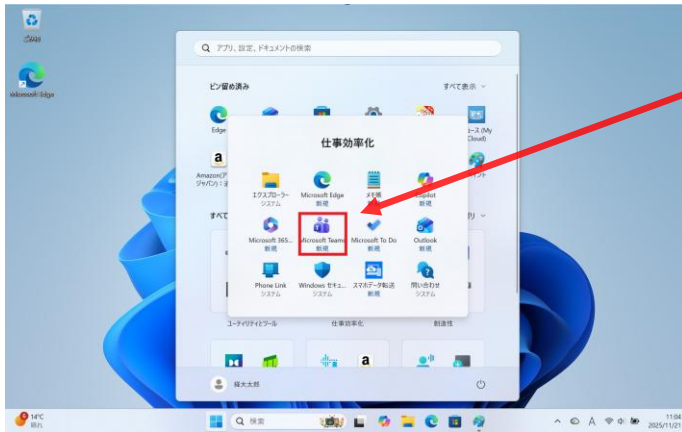 ごみ箱
Microsoft Edge
アプリ、設定、ドキュメントの検索
ピン留め済み
すべて表示
Edge
仕事効率化
エクスプローラー
システム
Microsoft Edge
新規
メモ帳
新規
Copilot
新規
Microsoft 365...
新規
Microsoft Teams
新規
Microsoft To Do
新規
Outlook
新規
Phone Link
システム
Windows セキュ...
システム
スマホデータ転送
新規
問い合わせ
システム
ユーティリティとツール
仕事効率化
創造性
緑太太郎
14°C
晴れ
検索
A
11:04
2025/11/21